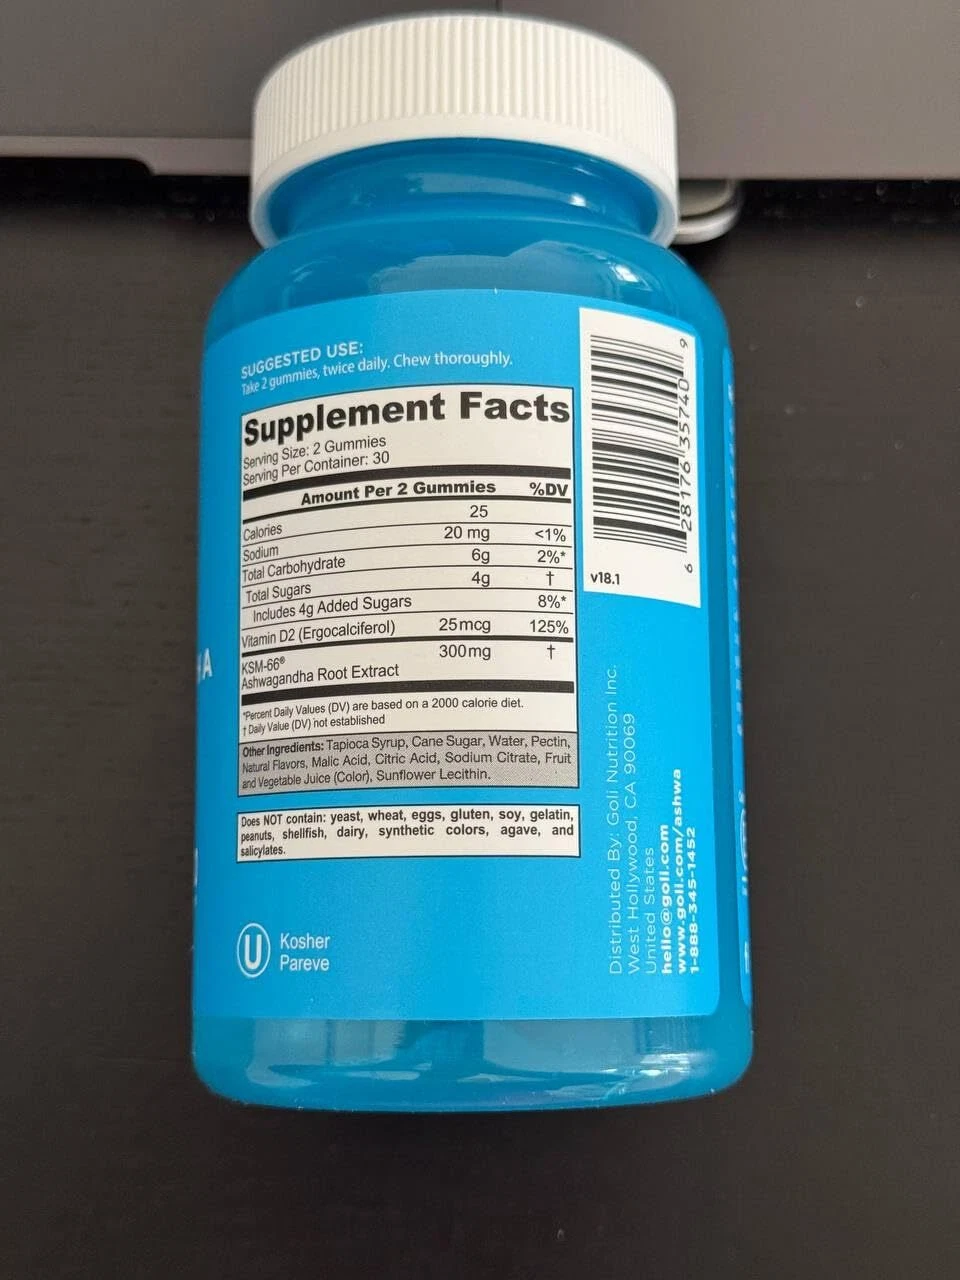 SUGGESTED USE:
Take 2 gummies, twice daily. Chew thoroughly.
Supplement Facts
Serving Size: 2 Gummies
Serving Per Container: 30
Amount Per 2 Gummies %DV
Calories 25
Sodium 20 mg <1%
Total Carbohydrate 6g 2%*
Total Sugars 4g †
Includes 4g Added Sugars 8%*
Vitamin D2 (Ergocalciferol) 25mcg 125%
KSM-66® 300mg †
Ashwagandha Root Extract
*Percent Daily Values (DV) are based on a 2000 calorie diet.
† Daily Value (DV) not established
Other Ingredients: Tapioca Syrup, Cane Sugar, Water, Pectin,
Natural Flavors, Malic Acid, Citric Acid, Sodium Citrate, Fruit
and Vegetable Juice (Color), Sunflower Lecithin.
Does NOT contain: yeast, wheat, eggs, gluten, soy, gelatin,
peanuts, shellfish, dairy, synthetic colors, agave, and
salicylates.
U Kosher
Pareve
6 28176 35740 9
v18.1
Distributed By: Goli Nutrition Inc.
West Hollywood, CA 90069
United States
hello@goli.com
www.goli.com/ashwa
1-888-345-1452